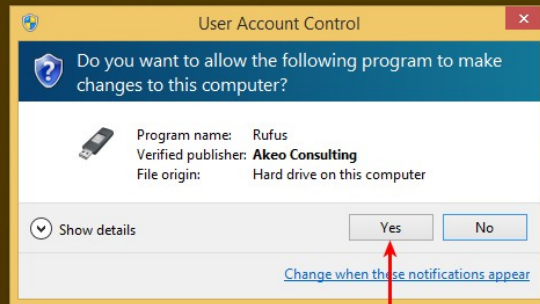 User Account Control
Do you want to allow the following program to make
changes to this computer?
Program name: Rufus
Verified publisher: Akeo Consulting
File origin: Hard drive on this computer
Show details
Yes No
Change when these notifications appear